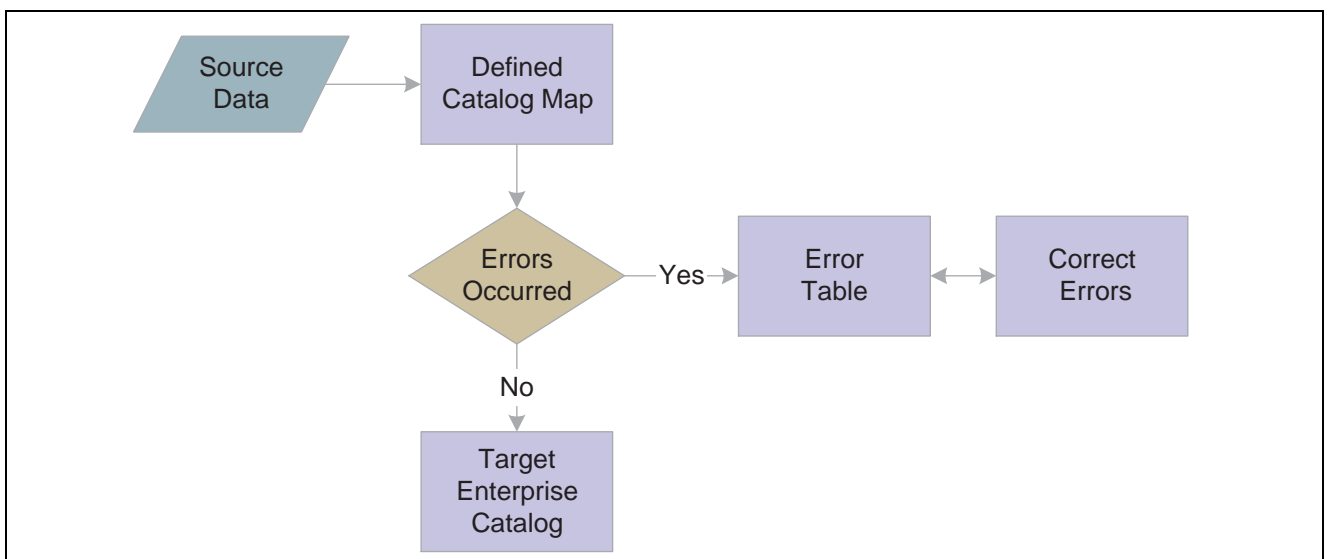 Source
Data
Defined
Catalog Map
Errors
Occurred
Yes
Error
Table
Correct
Errors
No
Target
Enterprise
Catalog